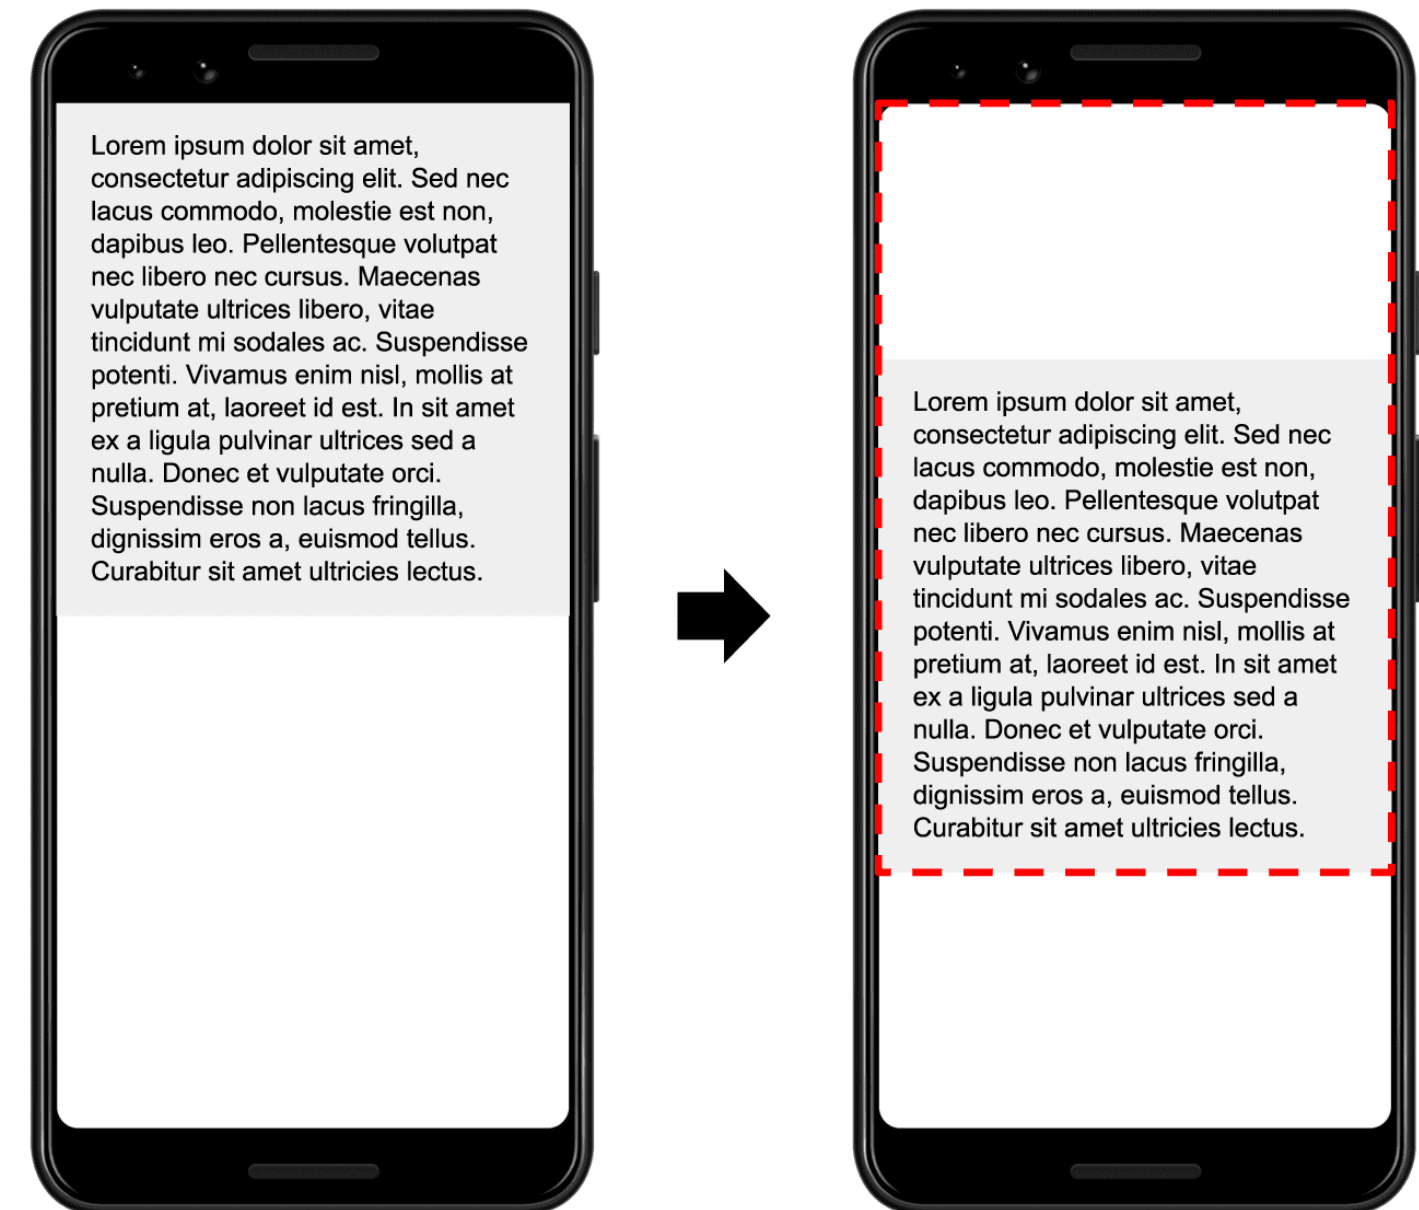 Lorem ipsum dolor sit amet,
consectetur adipiscing elit. Sed nec
lacus commodo, molestie est non,
dapibus leo. Pellentesque volutpat
nec libero nec cursus. Maecenas
vulputate ultrices libero, vitae
tincidunt mi sodales ac. Suspendisse
potenti. Vivamus enim nisl, mollis at
pretium at, laoreet id est. In sit amet
ex a ligula pulvinar ultrices sed a
nulla. Donec et vulputate orci.
Suspendisse non lacus fringilla,
dignissim eros a, euismod tellus.
Curabitur sit amet ultricies lectus.
Lorem ipsum dolor sit amet,
consectetur adipiscing elit. Sed nec
lacus commodo, molestie est non,
dapibus leo. Pellentesque volutpat
nec libero nec cursus. Maecenas
vulputate ultrices libero, vitae
tincidunt mi sodales ac. Suspendisse
potenti. Vivamus enim nisl, mollis at
pretium at, laoreet id est. In sit amet
ex a ligula pulvinar ultrices sed a
nulla. Donec et vulputate orci.
Suspendisse non lacus fringilla,
dignissim eros a, euismod tellus.
Curabitur sit amet ultricies lectus.